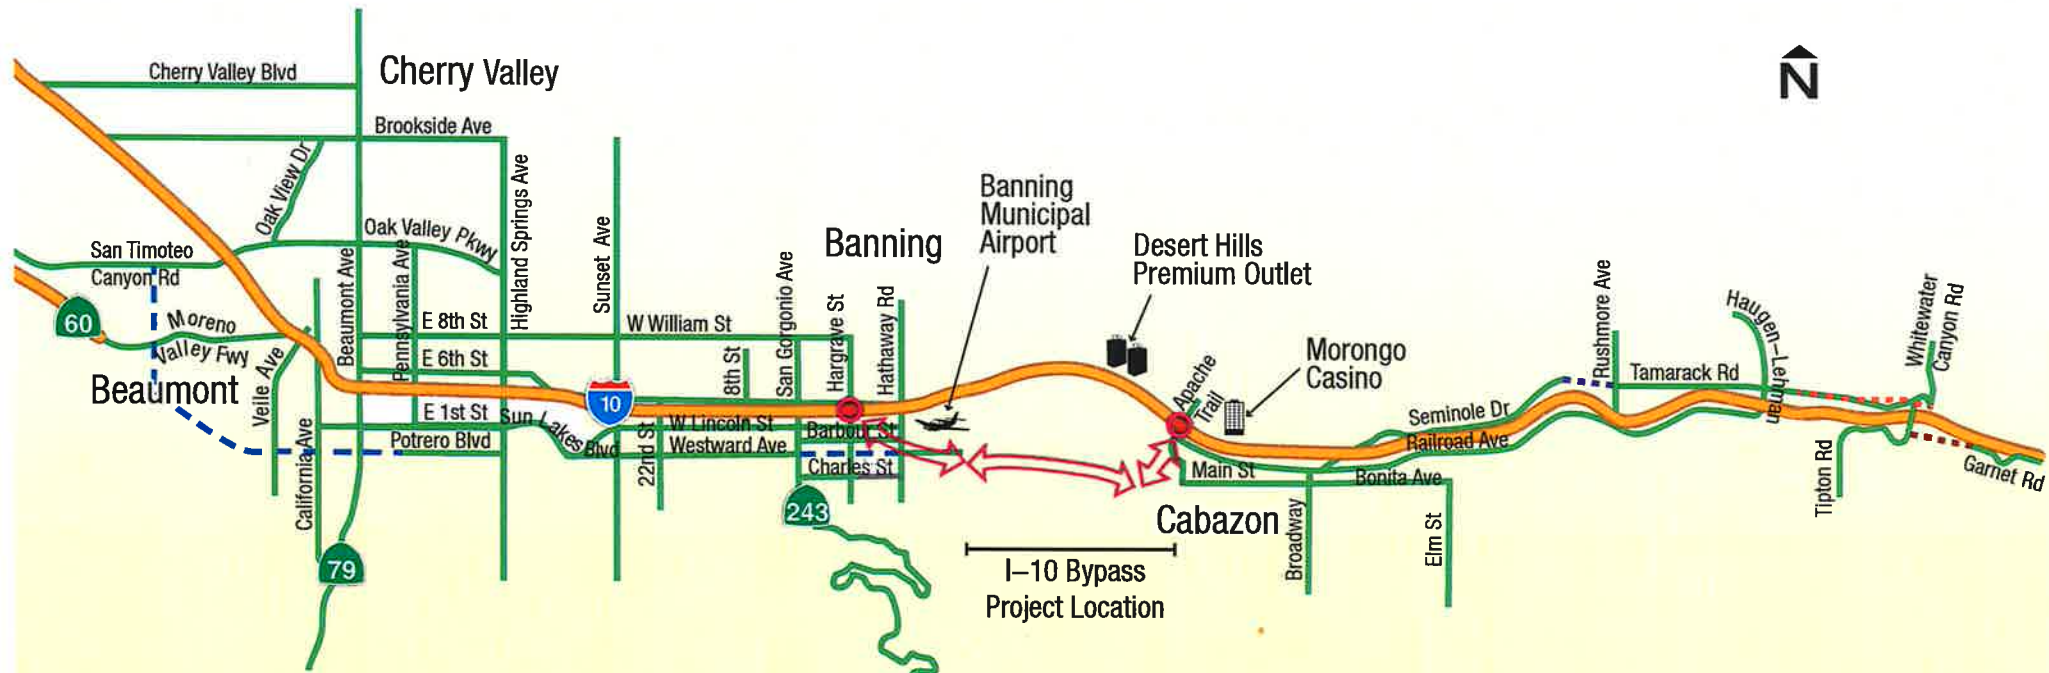 Cherry Valley Blvd
Cherry Valley
N
Brookside Ave
Oak View Dr
Highland Springs Ave
Sunset Ave
Oak Valley Pkwy
San Timoteo
Canyon Rd
Beaumont Ave
Pennsylvania Ave
60
Moreno
Valley Fwy
Beaumont
Veile Ave
California Ave
79
E 8th St
E 6th St
E 1st St
Potrero Blvd
Sun Lakes Blvd
10
W William St
8th St
San Gorgonio Ave
Hargrave St
Hathaway Rd
Banning
Banning
Municipal
Airport
W Lincoln St
Westward Ave
22nd St
Barbour St
Charles St
243
Desert Hills
Premium Outlet
Apache
Trail
Morongo
Casino
Main St
Cabazon
I–10 Bypass
Project Location
Seminole Dr
Railroad Ave
Bonita Ave
Broadway
Elm St
Rushmore Ave
Tamarack Rd
Haugen–Lehman
Whitewater
Canyon Rd
Tipton Rd
Garnet Rd